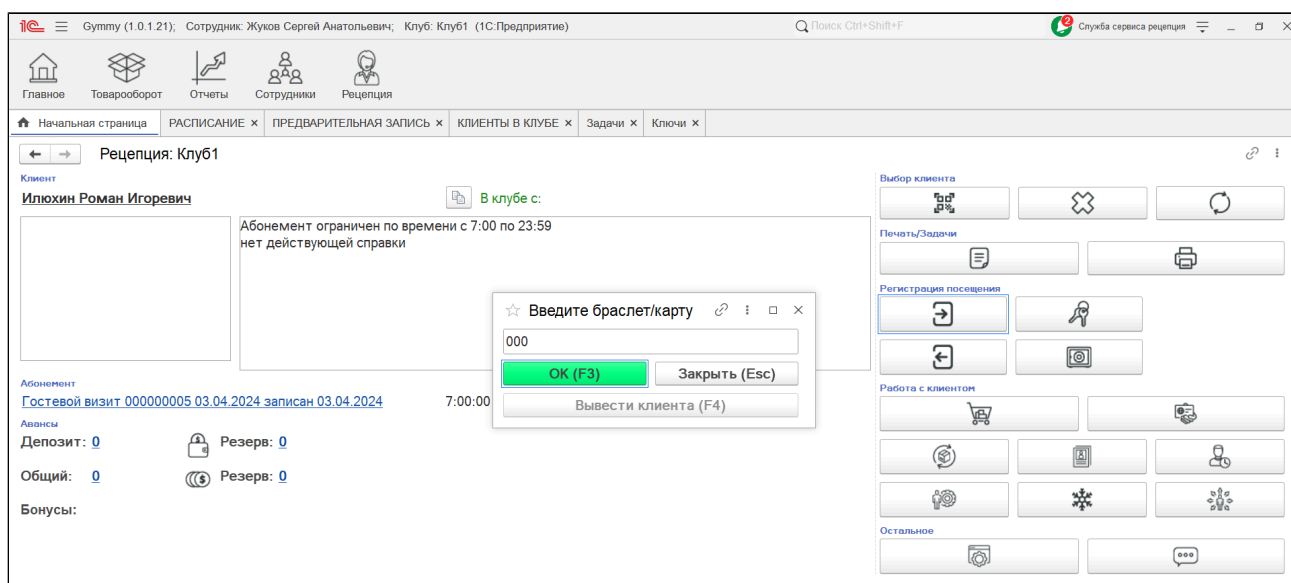 1С Gymmy (1.0.1.21); Сотрудник: Жуков Сергей Анатольевич; Клуб: Клуб1 (1С:Предприятие) Поиск Ctrl+Shift+F 2 Служба сервиса рецепция
Главное Товарооборот Отчеты Сотрудники Рецепция
Начальная страница РАСПИСАНИЕ × ПРЕДВАРИТЕЛЬНАЯ ЗАПИСЬ × КЛИЕНТЫ В КЛУБЕ × Задачи × Ключи ×
Рецепция: Клуб1
Клиент
Илюхин Роман Игоревич В клубе с:
Абонемент ограничен по времени с 7:00 по 23:59
нет действующей справки
Введите браслет/карту
000
OK (F3) Закрыть (Esc)
Вывести клиента (F4)
Абонемент
Гостевой визит 000000005 03.04.2024 записан 03.04.2024 7:00:00
Авансы
Депозит: 0 Резерв: 0
Общий: 0 Резерв: 0
Бонусы:
Выбор клиента
Печать/Задачи
Регистрация посещения
Работа с клиентом
Остальное